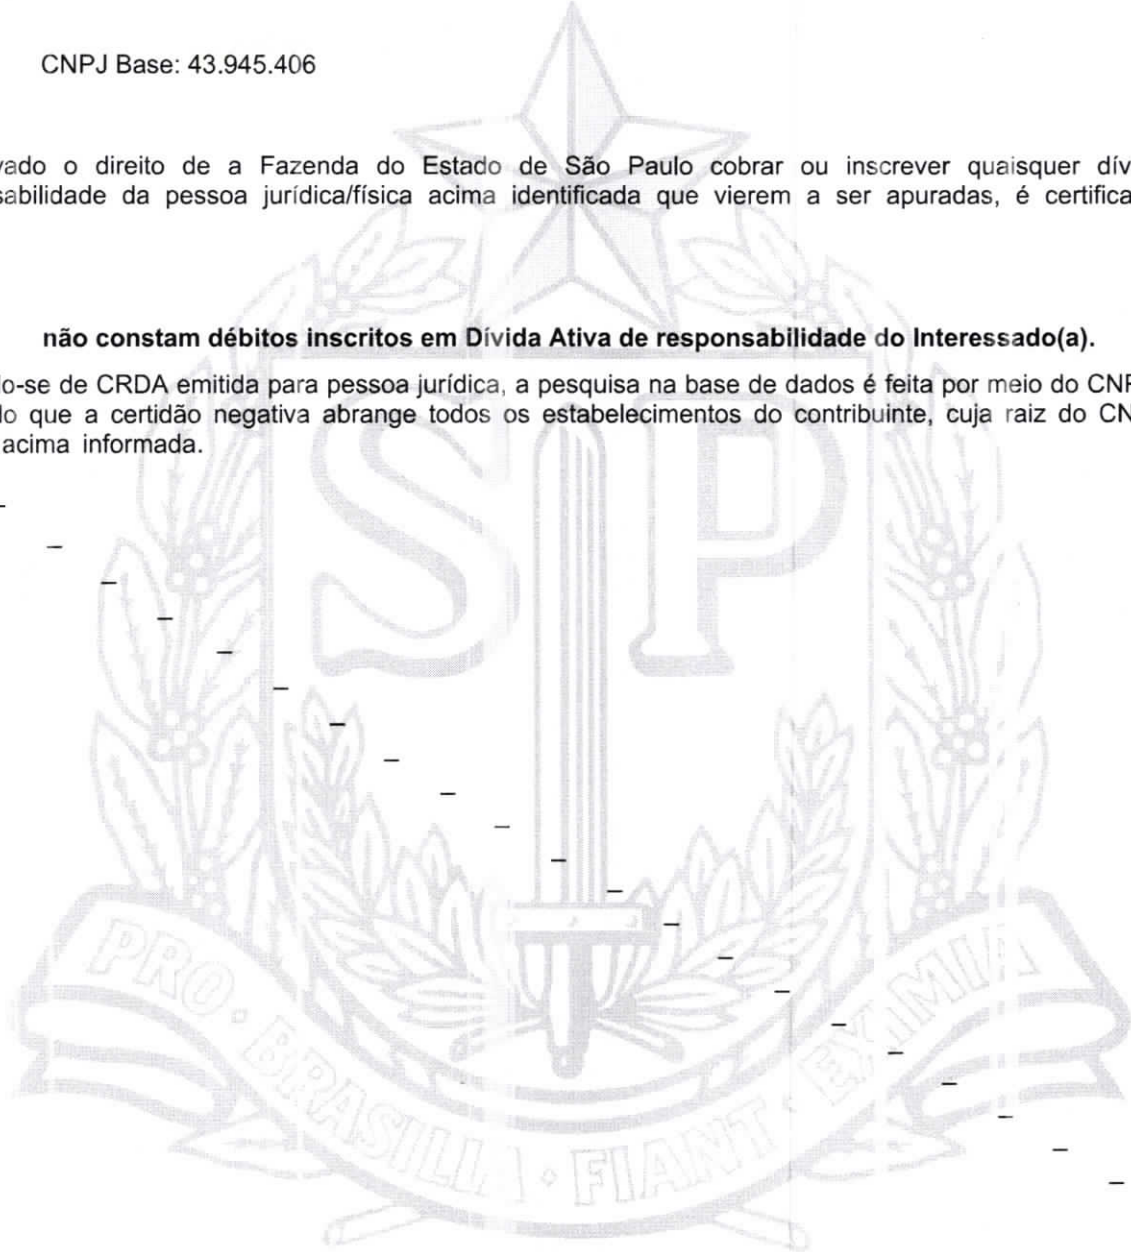 CNPJ Base: 43.945.406
vado o direito de a Fazenda do Estado de São Paulo cobrar ou inscrever quaisquer dív
sabilidade da pessoa jurídica/física acima identificada que vierem a ser apuradas, é certifica
não constam débitos inscritos em Dívida Ativa de responsabilidade do Interessado(a).
lo-se de CRDA emitida para pessoa jurídica, a pesquisa na base de dados é feita por meio do CNP
lo que a certidão negativa abrange todos os estabelecimentos do contribuinte, cuja raiz do CN
acima informada.
SP
PRO · BRASILIA · FIANT · EXIMIA